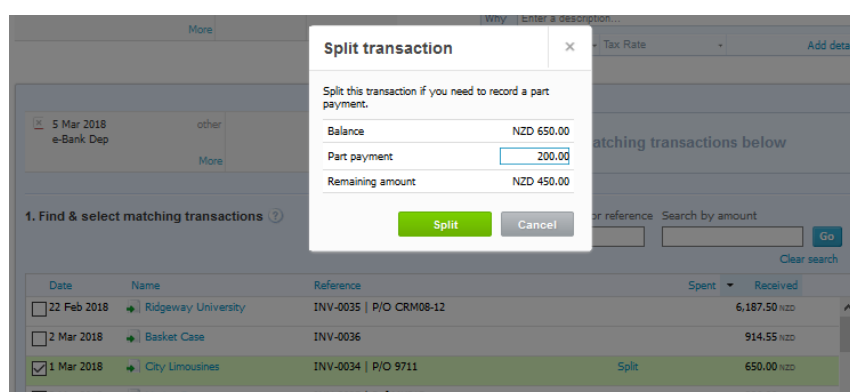 Why Enter a description...
More
Split transaction
Tax Rate
Add deta
Split this transaction if you need to record a part
payment.
5 Mar 2018 other
e-Bank Dep
More
Balance NZD 650.00
Part payment 200.00
Remaining amount NZD 450.00
atching transactions below
Split Cancel
1. Find & select matching transactions ?
or reference Search by amount
Go
Clear search
Date Name Reference Spent Received
22 Feb 2018 Ridgeway University INV-0035 | P/O CRM08-12 6,187.50 NZD
2 Mar 2018 Basket Case INV-0036 914.55 NZD
1 Mar 2018 City Limousines INV-0034 | P/O 9711 Split 650.00 NZD